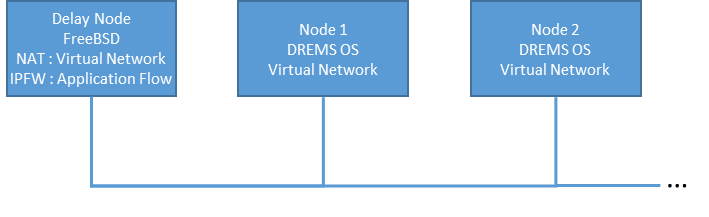 Delay Node
FreeBSD
NAT : Virtual Network
IPFW : Application Flow
Node 1
DREMS OS
Virtual Network
Node 2
DREMS OS
Virtual Network
...